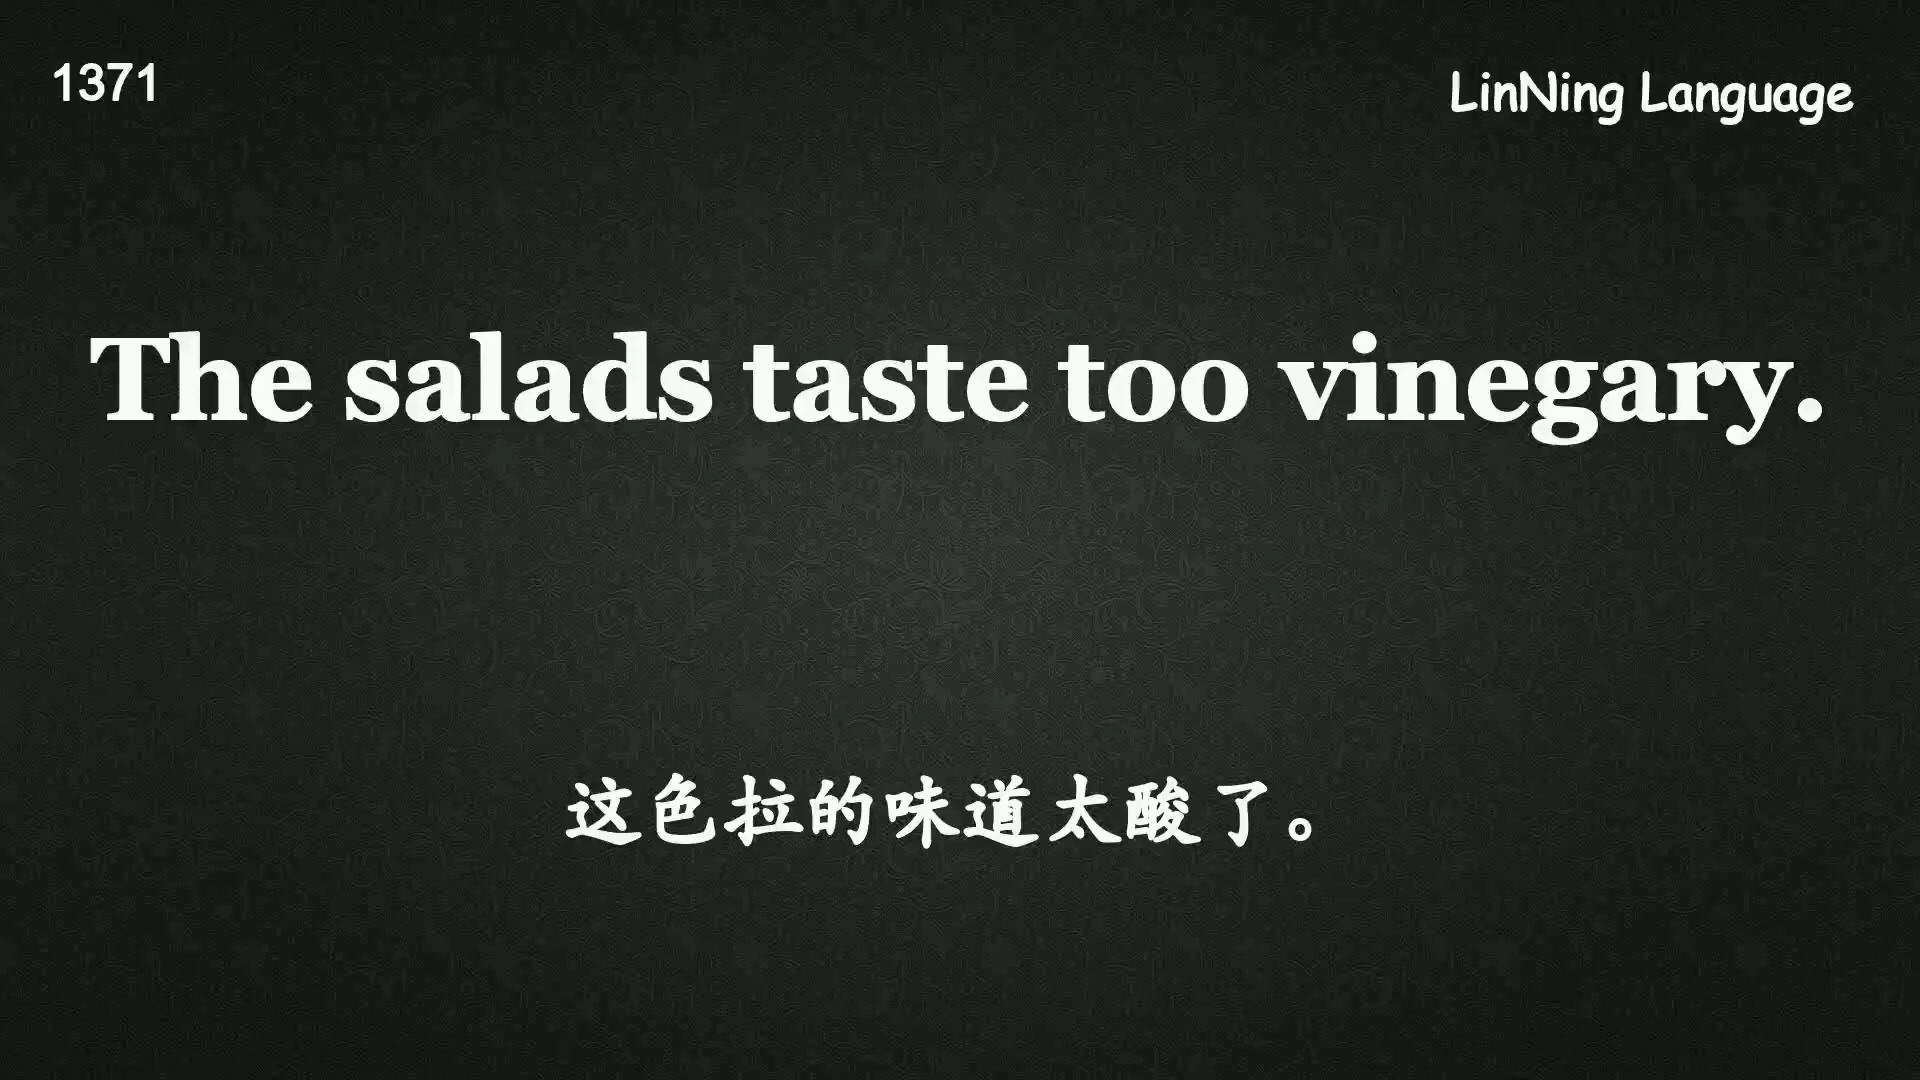 1371
LinNing Language
The salads taste too vinegary.
这色拉的味道太酸了。